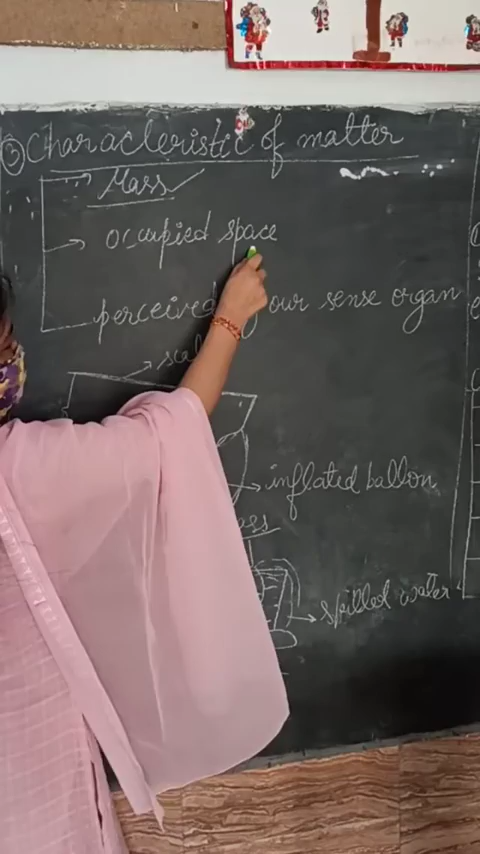 Characteristic of matter
Mass
occupied space
perceived our sense organ
inflated ballon
spilled water